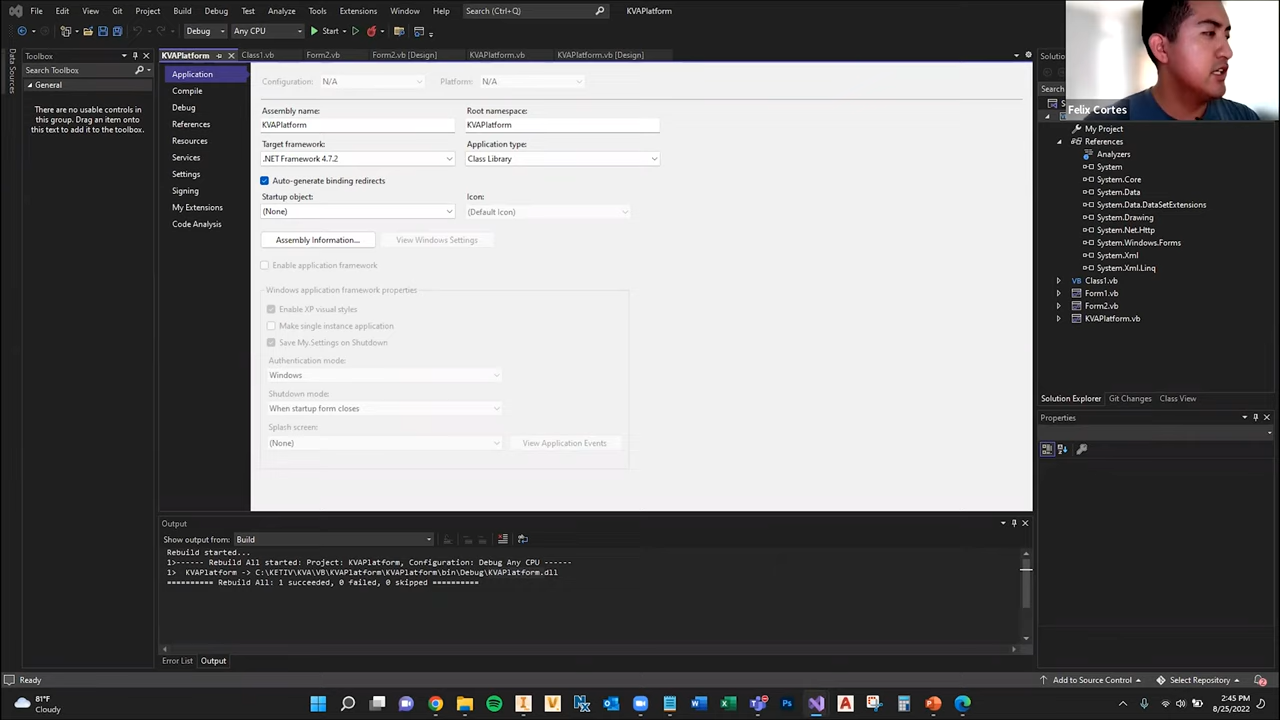 File Edit View Git Project Build Debug Test Analyze Tools Extensions Window Help Search (Ctrl+Q) KVAPlatform
Debug Any CPU Start
Data Sources
Toolbox
Search Toolbox
General
There are no usable controls in
this group. Drag an item onto
this text to add it to the toolbox.
KVAPlatform Class1.vb Form2.vb Form2.vb [Design] KVAPlatform.vb KVAPlatform.vb [Design]
Application
Compile
Debug
References
Resources
Services
Settings
Signing
My Extensions
Code Analysis
Configuration: N/A Platform: N/A
Assembly name: Root namespace:
KVAPlatform KVAPlatform
Target framework: Application type:
.NET Framework 4.7.2 Class Library
Auto-generate binding redirects
Startup object: Icon:
(None) (Default Icon)
Assembly Information... View Windows Settings
Enable application framework
Windows application framework properties
Enable XP visual styles
Make single instance application
Save My.Settings on Shutdown
Authentication mode:
Windows
Shutdown mode:
When startup form closes
Splash screen:
(None) View Application Events
Output
Show output from: Build
Rebuild started...
1>------ Rebuild All started: Project: KVAPlatform, Configuration: Debug Any CPU ------
1> KVAPlatform -> C:\KETIV\KVA\VB\KVAPlatform\KVAPlatform\bin\Debug\KVAPlatform.dll
========== Rebuild All: 1 succeeded, 0 failed, 0 skipped ==========
Error List Output
Felix Cortes
My Project
References
Analyzers
System
System.Core
System.Data
System.Data.DataSetExtensions
System.Drawing
System.Net.Http
System.Windows.Forms
System.Xml
System.Xml.Linq
Class1.vb
Form1.vb
Form2.vb
KVAPlatform.vb
Solution Explorer Git Changes Class View
Properties
Ready
Add to Source Control Select Repository
81°F
Cloudy
2:45 PM
8/25/2022